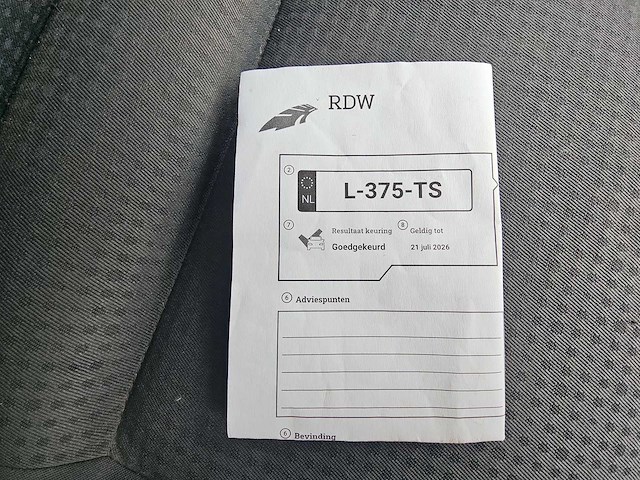 RDW
2
NL L-375-TS
7 Resultaat keuring 8 Geldig tot
Goedgekeurd 21 juli 2026
6 Adviespunten
6 Bevinding